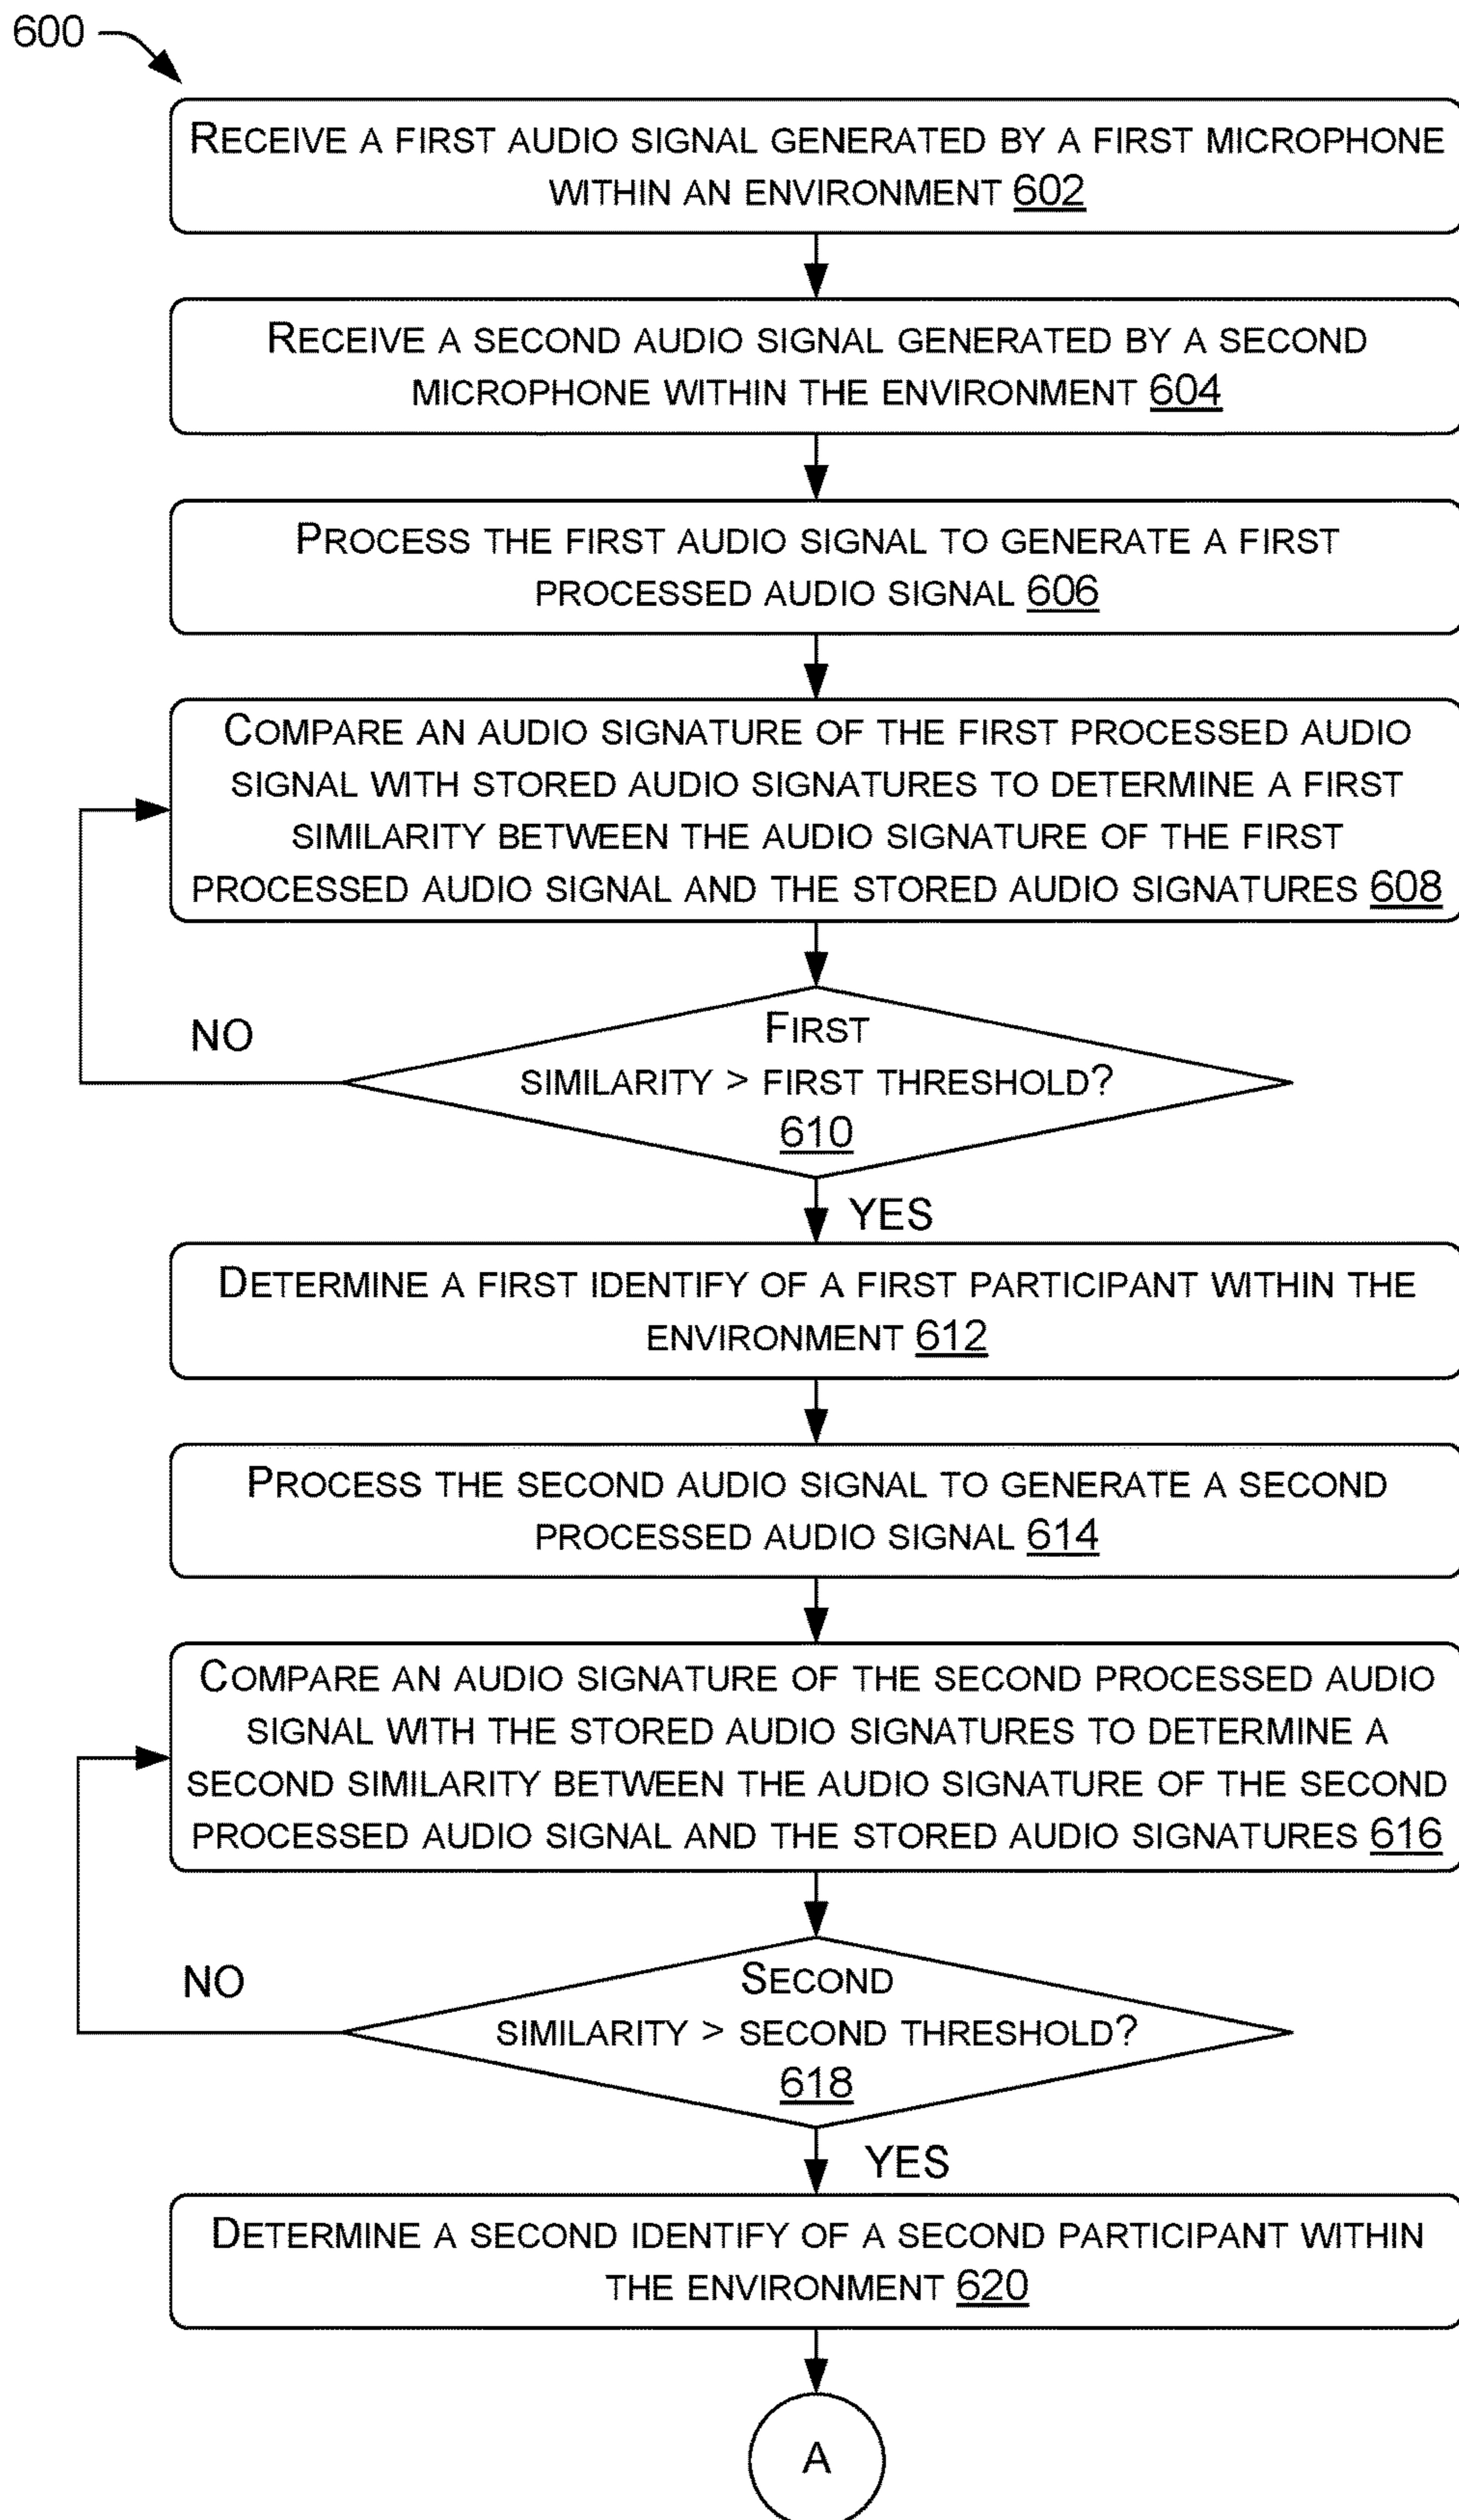 600
RECEIVE A FIRST AUDIO SIGNAL GENERATED BY A FIRST MICROPHONE
WITHIN AN ENVIRONMENT 602
RECEIVE A SECOND AUDIO SIGNAL GENERATED BY A SECOND
MICROPHONE WITHIN THE ENVIRONMENT 604
PROCESS THE FIRST AUDIO SIGNAL TO GENERATE A FIRST
PROCESSED AUDIO SIGNAL 606
COMPARE AN AUDIO SIGNATURE OF THE FIRST PROCESSED AUDIO
SIGNAL WITH STORED AUDIO SIGNATURES TO DETERMINE A FIRST
SIMILARITY BETWEEN THE AUDIO SIGNATURE OF THE FIRST
PROCESSED AUDIO SIGNAL AND THE STORED AUDIO SIGNATURES 608
NO
FIRST
SIMILARITY > FIRST THRESHOLD?
610
YES
DETERMINE A FIRST IDENTIFY OF A FIRST PARTICIPANT WITHIN THE
ENVIRONMENT 612
PROCESS THE SECOND AUDIO SIGNAL TO GENERATE A SECOND
PROCESSED AUDIO SIGNAL 614
COMPARE AN AUDIO SIGNATURE OF THE SECOND PROCESSED AUDIO
SIGNAL WITH THE STORED AUDIO SIGNATURES TO DETERMINE A
SECOND SIMILARITY BETWEEN THE AUDIO SIGNATURE OF THE SECOND
PROCESSED AUDIO SIGNAL AND THE STORED AUDIO SIGNATURES 616
NO
SECOND
SIMILARITY > SECOND THRESHOLD?
618
YES
DETERMINE A SECOND IDENTIFY OF A SECOND PARTICIPANT WITHIN
THE ENVIRONMENT 620
A